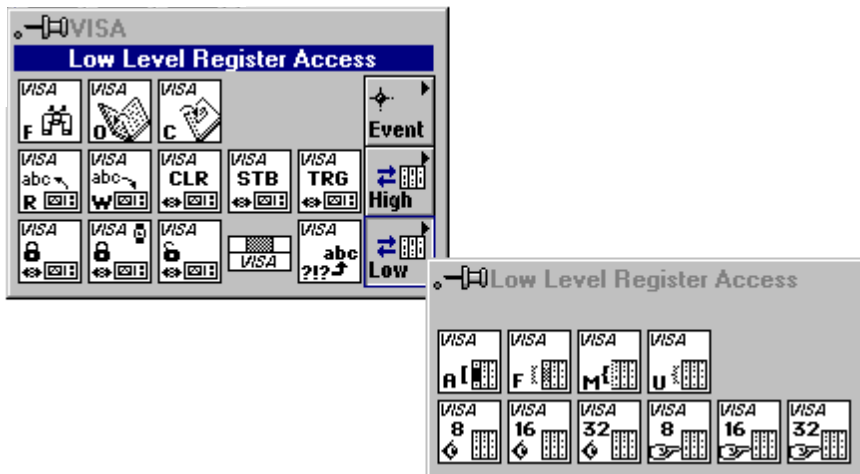 VISA
Low Level Register Access
VISA VISA VISA
F O C
Event
VISA VISA VISA VISA VISA
abc abc CLR STB TRG
R W High
VISA VISA VISA VISA
abc
VISA ?!? Low
Low Level Register Access
VISA VISA VISA VISA
A [ F M { U
VISA VISA VISA VISA VISA VISA
8 16 32 8 16 32